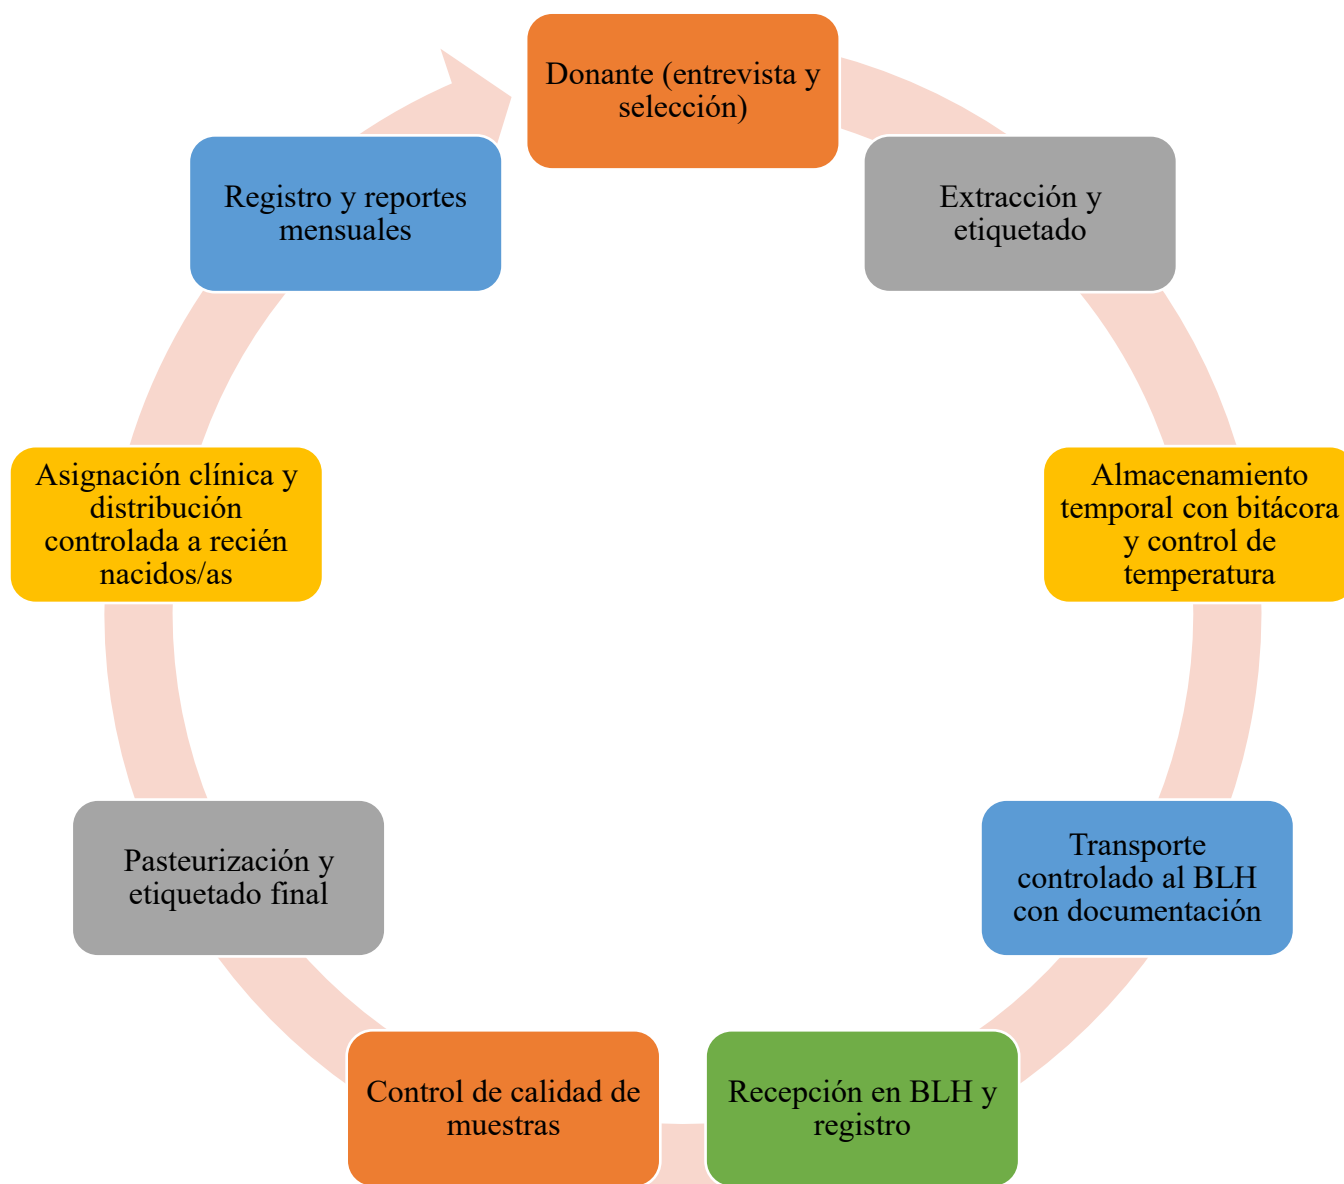 Donante (entrevista y
selección)
Extracción y
etiquetado
Almacenamiento
temporal con bitácora
y control de
temperatura
Transporte
controlado al BLH
con documentación
Recepción en BLH y
registro
Control de calidad de
muestras
Pasteurización y
etiquetado final
Asignación clínica y
distribución
controlada a recién
nacidos/as
Registro y reportes
mensuales